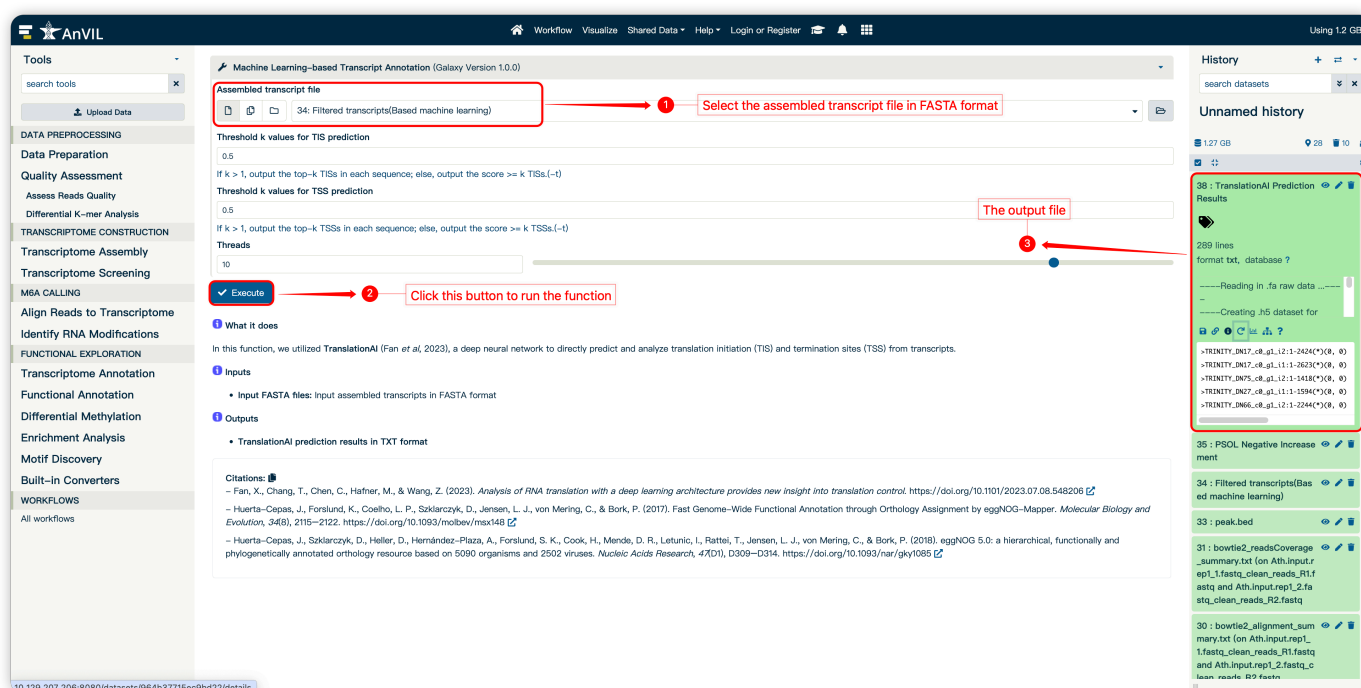 AnVIL
Workflow Visualize Shared Data Help Login or Register
Using 1.2 GB
Tools
search tools
Upload Data
DATA PREPROCESSING
Data Preparation
Quality Assessment
Assess Reads Quality
Differential K-mer Analysis
TRANSCRIPTOME CONSTRUCTION
Transcriptome Assembly
Transcriptome Screening
M6A CALLING
Align Reads to Transcriptome
Identify RNA Modifications
FUNCTIONAL EXPLORATION
Transcriptome Annotation
Functional Annotation
Differential Methylation
Enrichment Analysis
Motif Discovery
Built-in Converters
WORKFLOWS
All workflows
10.129.207.206:8080/datasets/964b37715ec9bd22/details
Machine Learning-based Transcript Annotation (Galaxy Version 1.0.0)
Assembled transcript file
34: Filtered transcripts(Based machine learning)
1 Select the assembled transcript file in FASTA format
Threshold k values for TIS prediction
0.5
If k > 1, output the top-k TISs in each sequence; else, output the score >= k TISs.(-t)
Threshold k values for TSS prediction
0.5
If k > 1, output the top-k TSSs in each sequence; else, output the score >= k TSSs.(-t)
The output file
3
Threads
10
Execute
2 Click this button to run the function
What it does
In this function, we utilized TranslationAI (Fan et al, 2023), a deep neural network to directly predict and analyze translation initiation (TIS) and termination sites (TSS) from transcripts.
Inputs
• Input FASTA files: Input assembled transcripts in FASTA format
Outputs
• TranslationAI prediction results in TXT format
Citations:
– Fan, X., Chang, T., Chen, C., Hafner, M., & Wang, Z. (2023). Analysis of RNA translation with a deep learning architecture provides new insight into translation control. https://doi.org/10.1101/2023.07.08.548206
– Huerta-Cepas, J., Forslund, K., Coelho, L. P., Szklarczyk, D., Jensen, L. J., von Mering, C., & Bork, P. (2017). Fast Genome-Wide Functional Annotation through Orthology Assignment by eggNOG-Mapper. Molecular Biology and
Evolution, 34(8), 2115–2122. https://doi.org/10.1093/molbev/msx148
– Huerta-Cepas, J., Szklarczyk, D., Heller, D., Hernández-Plaza, A., Forslund, S. K., Cook, H., Mende, D. R., Letunic, I., Rattei, T., Jensen, L. J., von Mering, C., & Bork, P. (2018). eggNOG 5.0: a hierarchical, functionally and
phylogenetically annotated orthology resource based on 5090 organisms and 2502 viruses. Nucleic Acids Research, 47(D1), D309–D314. https://doi.org/10.1093/nar/gky1085
History
search datasets
Unnamed history
1.27 GB 28 10
38 : TranslationAI Prediction
Results
289 lines
format txt, database ?
----Reading in .fa raw data ...---
-
----Creating .h5 dataset for
>TRINITY_DN17_c0_g1_i2:1-2424(*)(0, 0)
>TRINITY_DN17_c0_g1_i1:1-2623(*)(0, 0)
>TRINITY_DN75_c0_g1_i2:1-1418(*)(0, 0)
>TRINITY_DN27_c0_g1_i1:1-1594(*)(0, 0)
>TRINITY_DN66_c0_g1_i2:1-2244(*)(0, 0)
35 : PSOL Negative Increase
ment
34 : Filtered transcripts(Bas
ed machine learning)
33 : peak.bed
31 : bowtie2_readsCoverage
_summary.txt (on Ath.input.r
ep1_1.fastq_clean_reads_R1.f
astq and Ath.input.rep1_2.fa
stq_clean_reads_R2.fastq
30 : bowtie2_alignment_sum
mary.txt (on Ath.input.rep1_
1.fastq_clean_reads_R1.fastq
and Ath.input.rep1_2.fastq_c
lean_reads_R2.fastq